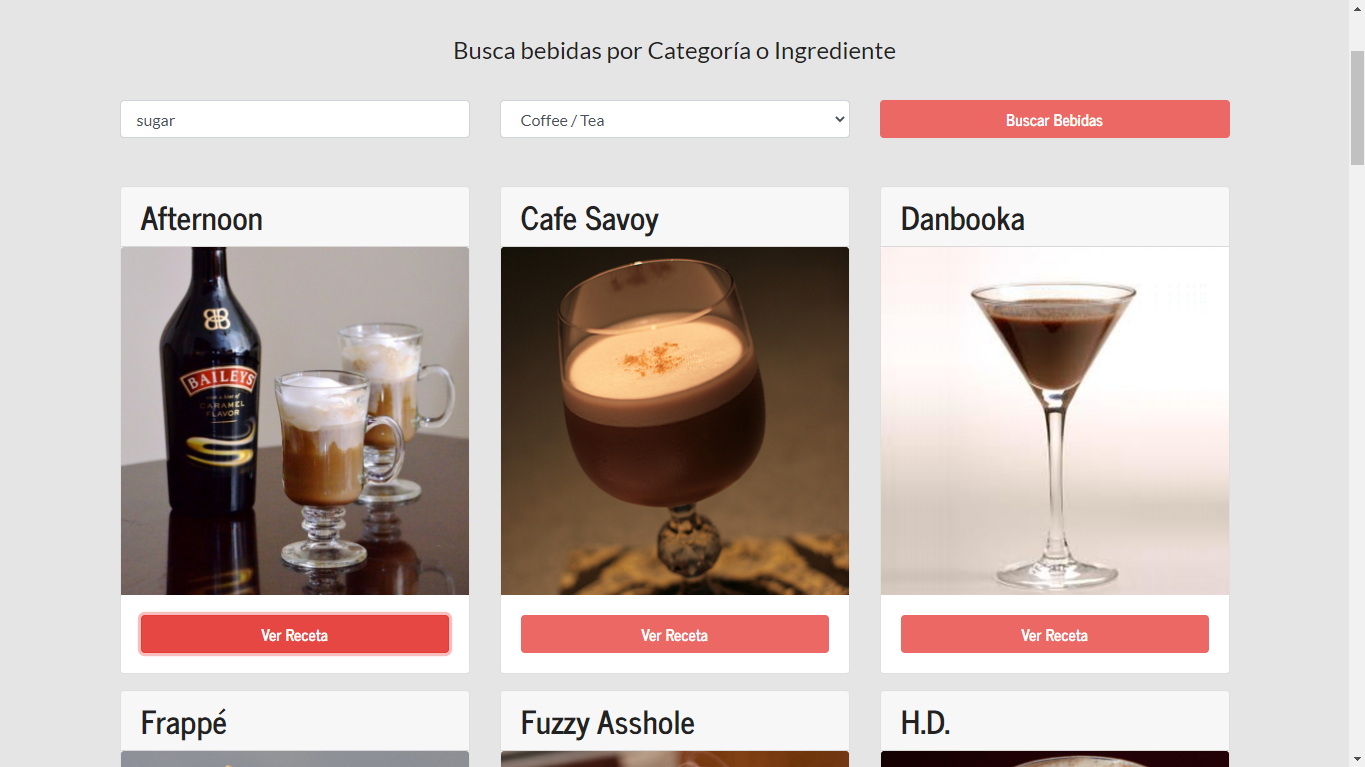 Busca bebidas por Categoría o Ingrediente
sugar
Coffee / Tea
Buscar Bebidas
Afternoon
Cafe Savoy
Danbooka
BAILEYS
CARAMEL
FLAVOR
Ver Receta
Ver Receta
Ver Receta
Frappé
Fuzzy Asshole
H.D.